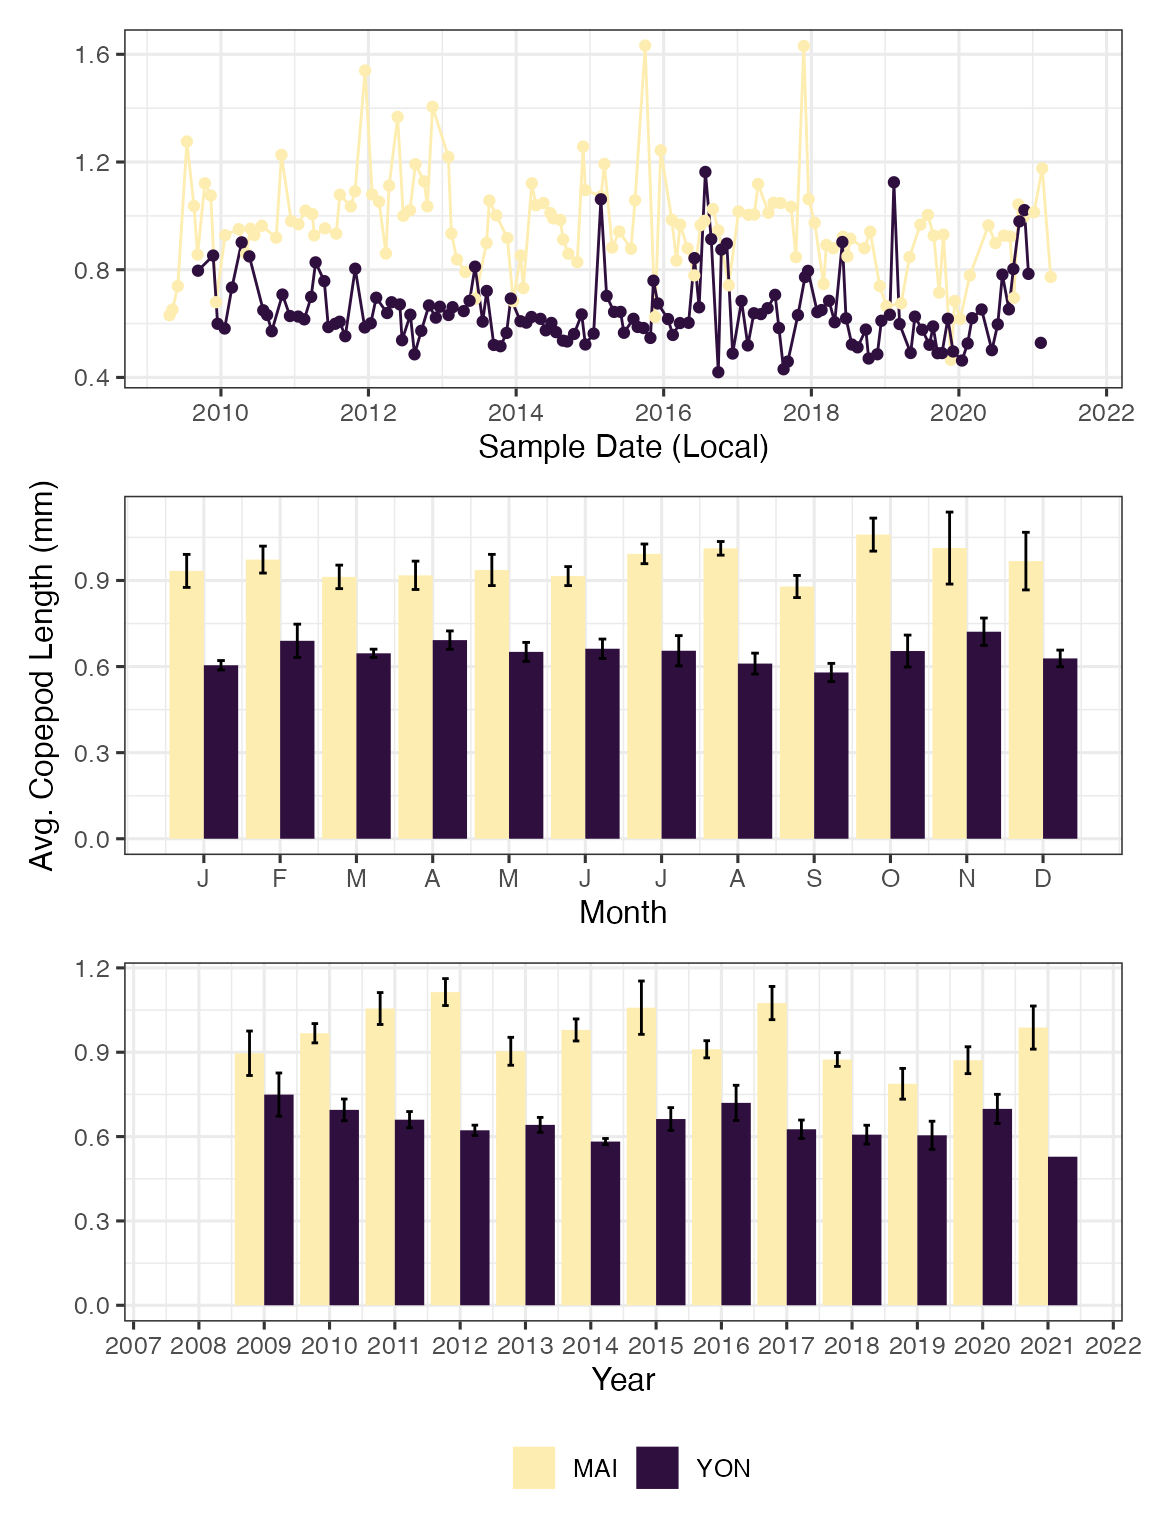 1.6
1.2
0.8
0.4
2010 2012 2014 2016 2018 2020 2022
Sample Date (Local)
Avg. Copepod Length (mm)
0.9
0.6
0.3
0.0
J F M A M J J A S O N D
Month
1.2
0.9
0.6
0.3
0.0
2007 2008 2009 2010 2011 2012 2013 2014 2015 2016 2017 2018 2019 2020 2021 2022
Year
MAI YON